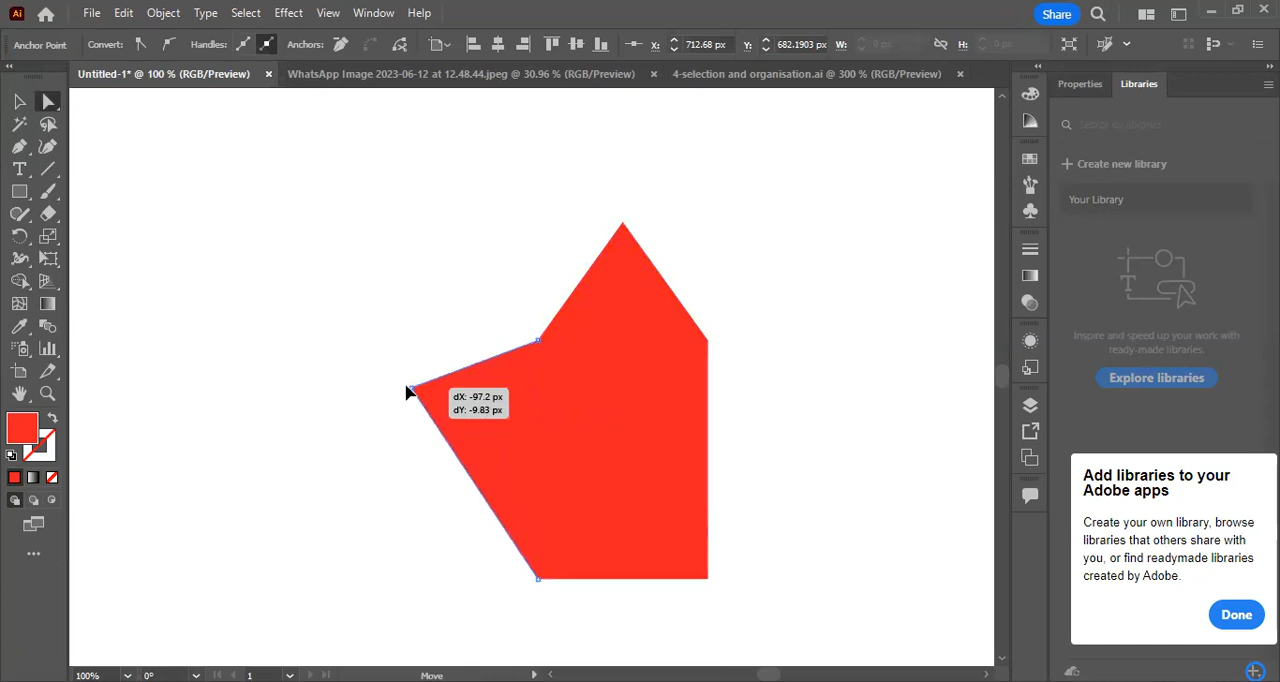 Ai File Edit Object Type Select Effect View Window Help Share
Anchor Point Convert: Handles: Anchors: X: 712.68 px Y: 682.1903 px W: 0 px H: 0 px
Untitled-1* @ 100 % (RGB/Preview) × WhatsApp Image 2023-06-12 at 12.48.44.jpeg @ 30.96 % (RGB/Preview) × 4-selection and organisation.ai @ 300 % (RGB/Preview) ×
Properties Libraries
Create new library
Your Library
T
Inspire and speed up your work with
ready-made libraries.
Explore libraries
dX: -97.2 px
dY: -9.83 px
Add libraries to your
Adobe apps
Create your own library, browse
libraries that others share with
you, or find readymade libraries
created by Adobe.
Done
100% 0° 1 Move